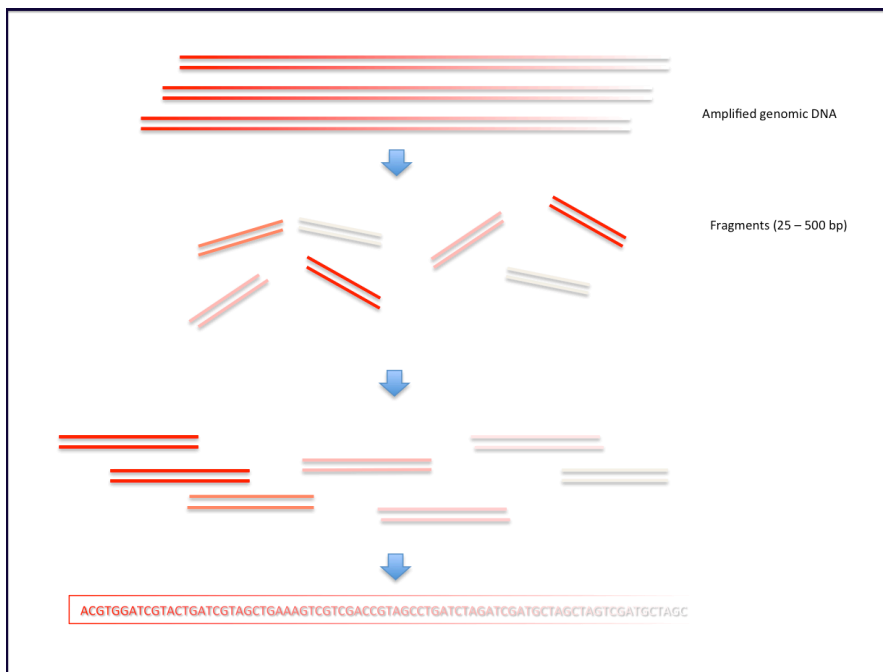 Amplified genomic DNA
Fragments (25 – 500 bp)
ACGTGGATCGTACTGATCGTAGCTGAAAGTCGTCGACCGTAGCCTGATCTAGATCGATGCTAGCTAGTCGATGCTAGC